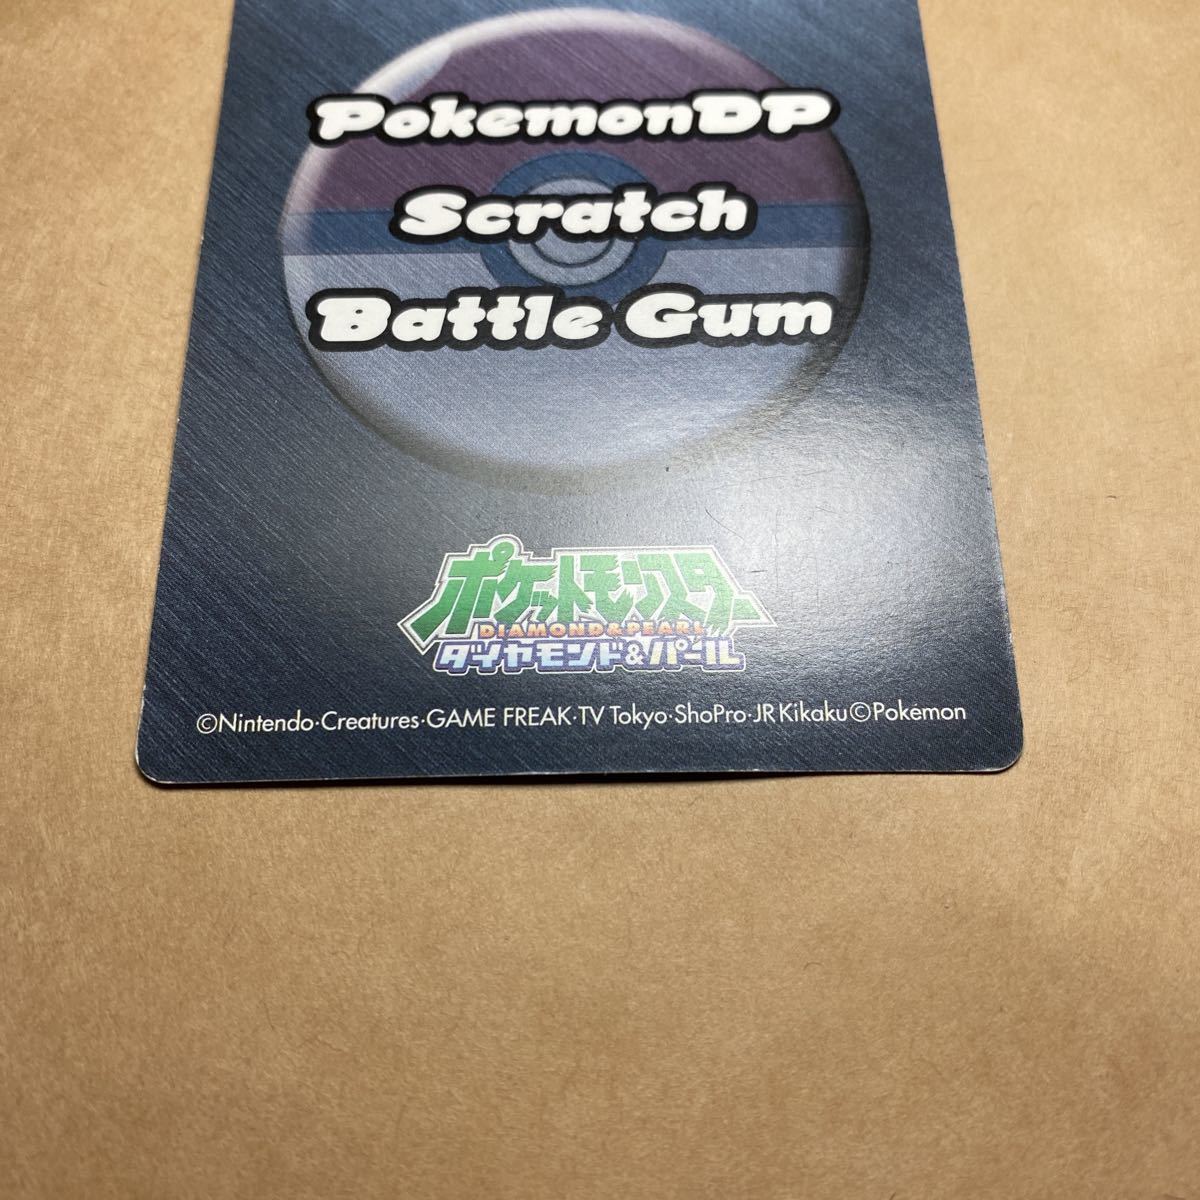 PokemonDP
Scratch
Battle Gum
ポケットモンスター
DIAMOND & PEARL
ダイヤモンド&パール
©Nintendo·Creatures·GAME FREAK·TV Tokyo·ShoPro·JR Kikaku ©Pokémon